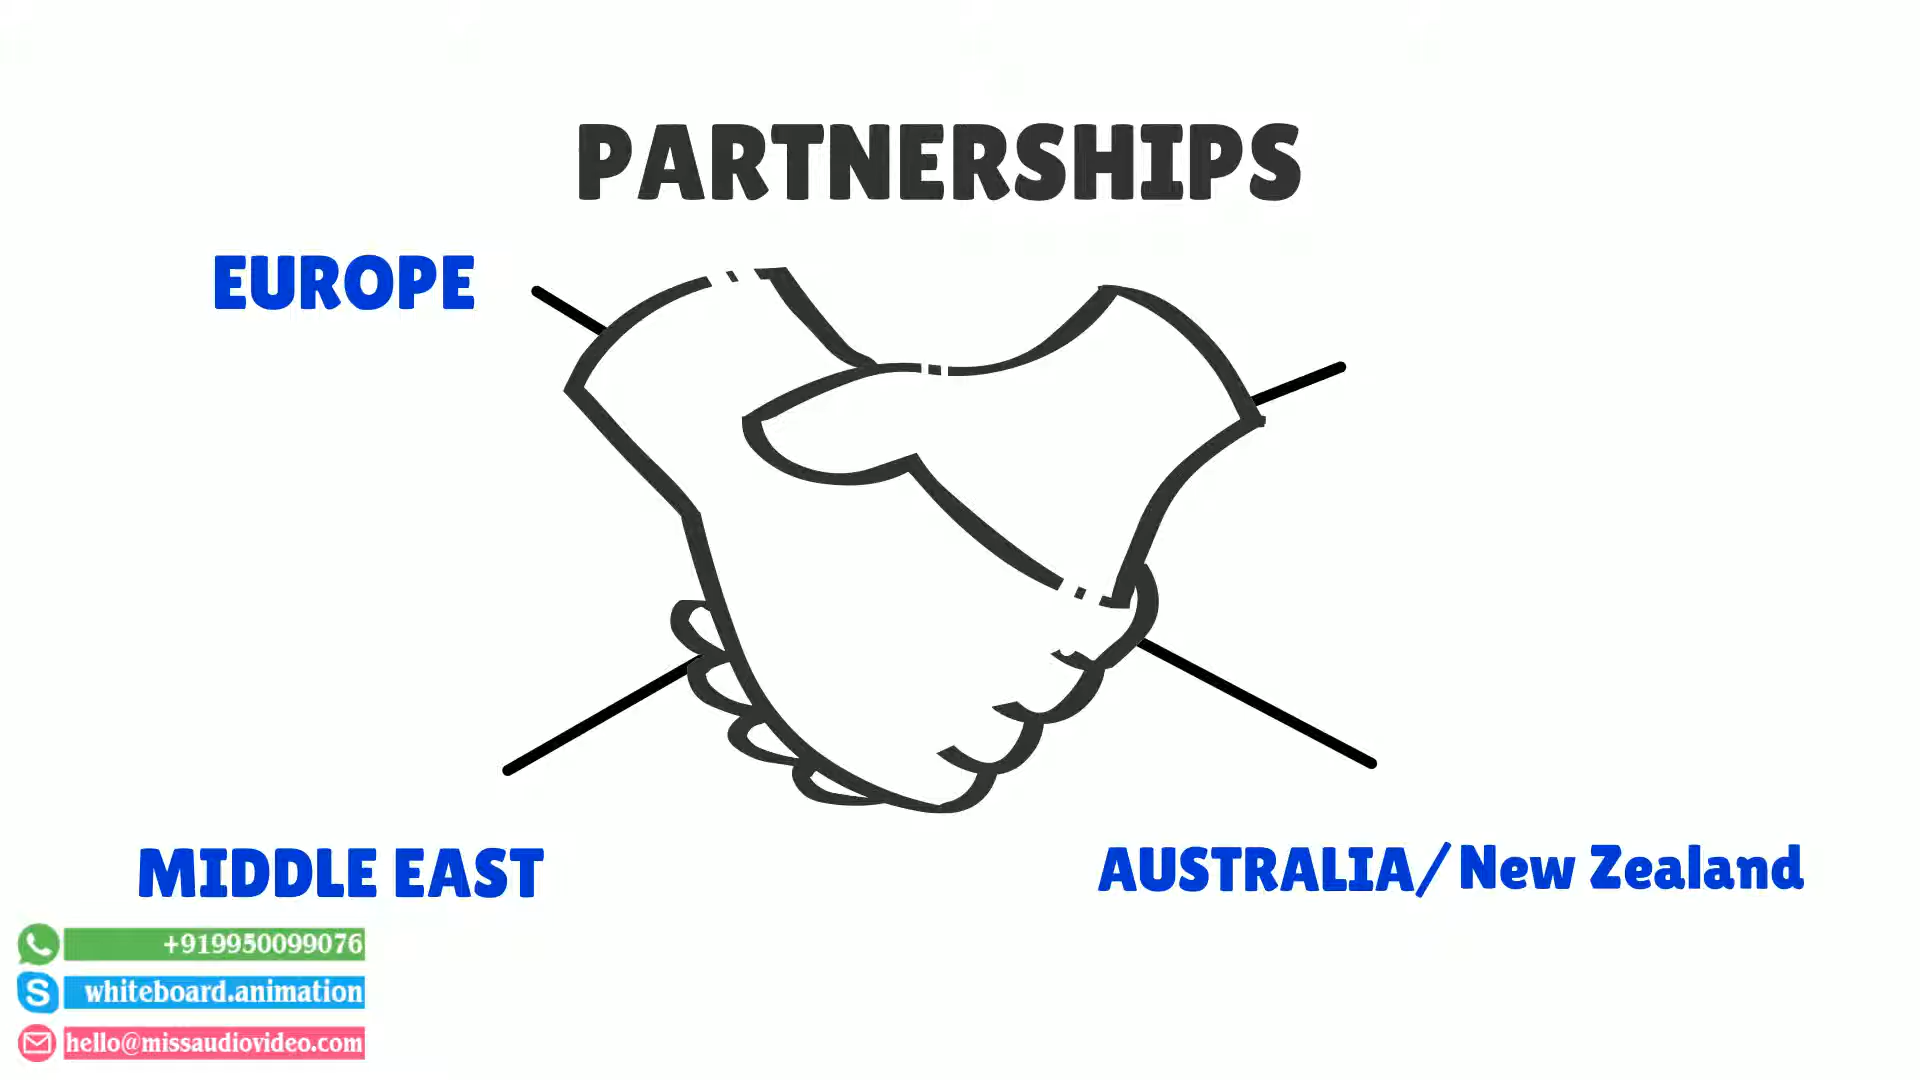 PARTNERSHIPS
EUROPE
MIDDLE EAST
AUSTRALIA/New Zealand
+919950099076
whiteboard.animation
hello@missaudiovideo.com